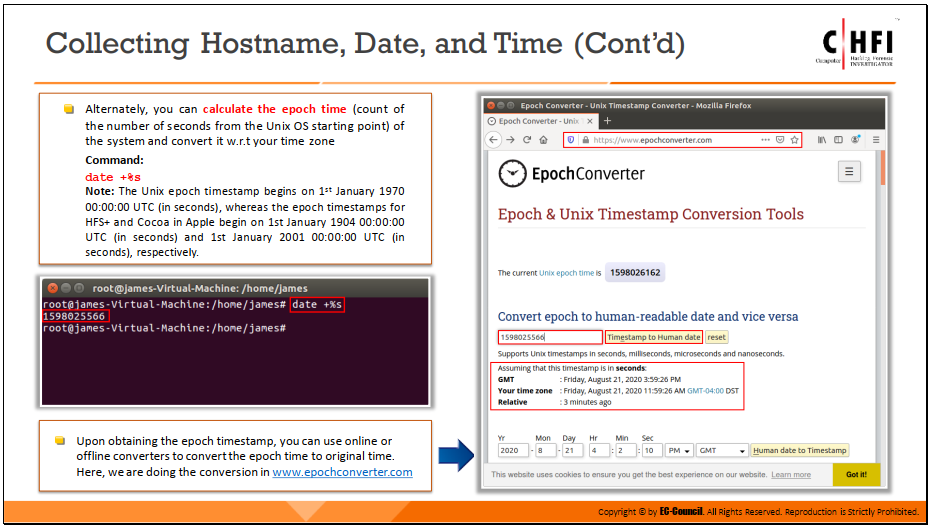 Collecting Hostname, Date, and Time (Cont'd)
CHFI
Computer
Hacking Forensic
INVESTIGATOR
Alternately, you can calculate the epoch time (count of
the number of seconds from the Unix OS starting point) of
the system and convert it w.r.t your time zone
Command:
date +%s
Note: The Unix epoch timestamp begins on 1st January 1970
00:00:00 UTC (in seconds), whereas the epoch timestamps for
HFS+ and Cocoa in Apple begin on 1st January 1904 00:00:00
UTC (in seconds) and 1st January 2001 00:00:00 UTC (in
seconds), respectively.
root@james-Virtual-Machine: /home/james
root@james-Virtual-Machine:/home/james# date +%s
1598025566
root@james-Virtual-Machine:/home/james#
Upon obtaining the epoch timestamp, you can use online or
offline converters to convert the epoch time to original time.
Here, we are doing the conversion in www.epochconverter.com
Epoch Converter - Unix Timestamp Converter - Mozilla Firefox
Epoch Converter - Unix
https://www.epochconverter.com
EpochConverter
Epoch & Unix Timestamp Conversion Tools
The current Unix epoch time is 1598026162
Convert epoch to human-readable date and vice versa
1598025566 Timestamp to Human date reset
Supports Unix timestamps in seconds, milliseconds, microseconds and nanoseconds.
Assuming that this timestamp is in seconds:
GMT : Friday, August 21, 2020 3:59:26 PM
Your time zone : Friday, August 21, 2020 11:59:26 AM GMT-04:00 DST
Relative : 3 minutes ago
Yr Mon Day Hr Min Sec
2020 - 8 - 21 4 : 2 : 10 PM GMT Human date to Timestamp
This website uses cookies to ensure you get the best experience on our website. Learn more Got it!
Copyright © by EC-Council. All Rights Reserved. Reproduction is Strictly Prohibited.